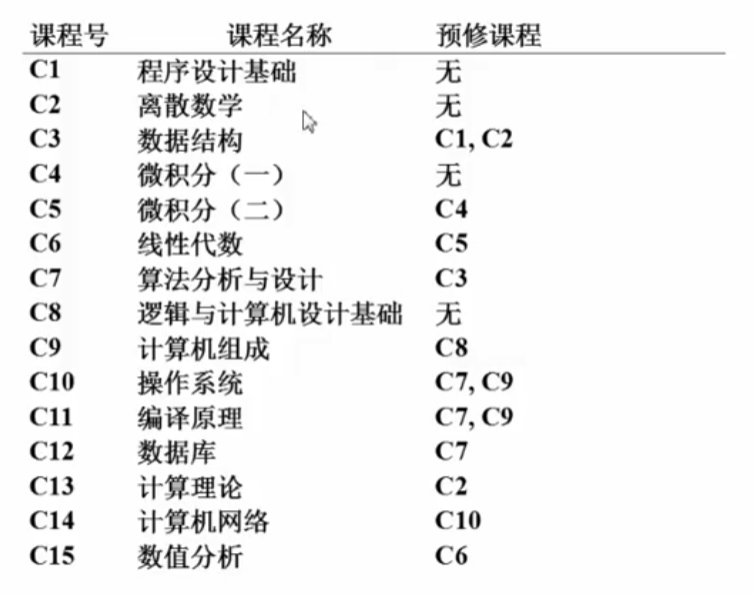 课程号 课程名称 预修课程
C1 程序设计基础 无
C2 离散数学 无
C3 数据结构 C1, C2
C4 微积分（一） 无
C5 微积分（二） C4
C6 线性代数 C5
C7 算法分析与设计 C3
C8 逻辑与计算机设计基础 无
C9 计算机组成 C8
C10 操作系统 C7, C9
C11 编译原理 C7, C9
C12 数据库 C7
C13 计算理论 C2
C14 计算机网络 C10
C15 数值分析 C6